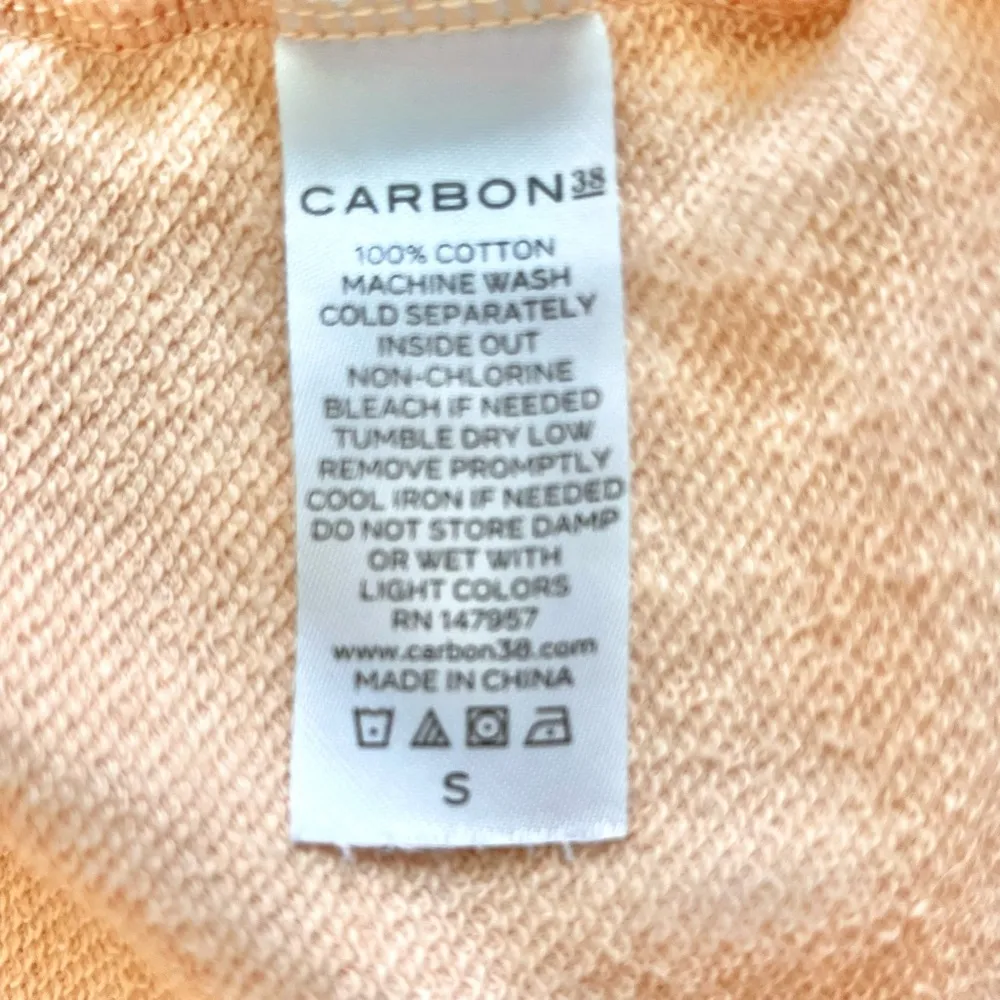 CARBON38
100% COTTON
MACHINE WASH
COLD SEPARATELY
INSIDE OUT
NON-CHLORINE
BLEACH IF NEEDED
TUMBLE DRY LOW
REMOVE PROMPTLY
COOL IRON IF NEEDED
DO NOT STORE DAMP
OR WET WITH
LIGHT COLORS
RN 147957
www.carbon38.com
MADE IN CHINA
S